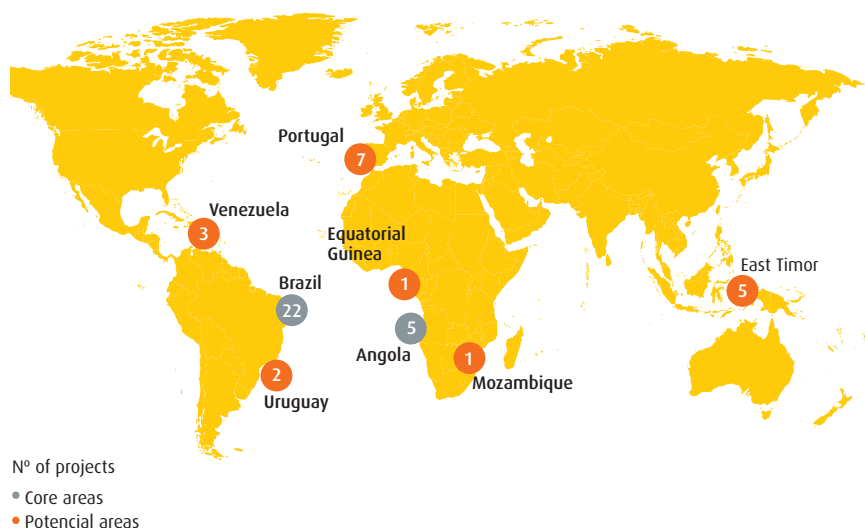 Portugal
7
Venezuela
3
Equatorial
Guinea
1
East Timor
5
Brazil
22
5
Angola
1
Mozambique
2
Uruguay
Nº of projects
Core areas
Potencial areas